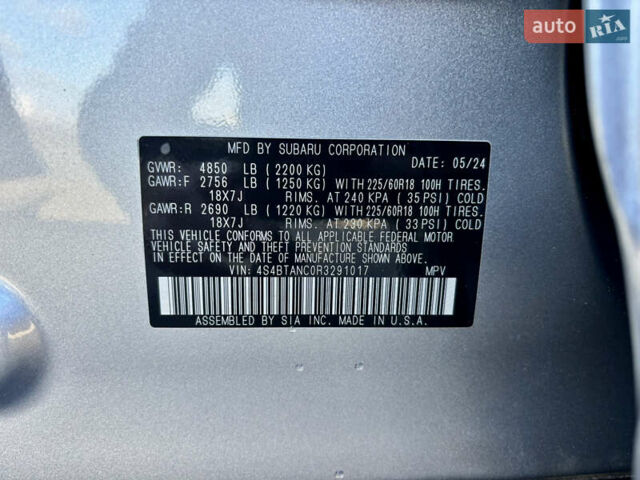 auto RIA .com
MFD BY SUBARU CORPORATION
GVWR: 4850 LB (2200 KG) DATE: 05/24
GAWR:F 2756 LB (1250 KG) WITH 225/60R18 100H TIRES.
18X7J RIMS. AT 240 KPA (35 PSI) COLD
GAWR:R 2690 LB (1220 KG) WITH 225/60R18 100H TIRES.
18X7J RIMS. AT 230 KPA (33 PSI) COLD
THIS VEHICLE CONFORMS TO ALL APPLICABLE FEDERAL MOTOR
VEHICLE SAFETY AND THEFT PREVENTION STANDARDS
IN EFFECT ON THE DATE OF MANUFACTURE SHOWN ABOVE.
VIN: 4S4BTANC0R3291017 MPV
ASSEMBLED BY SIA INC. MADE IN U.S.A.